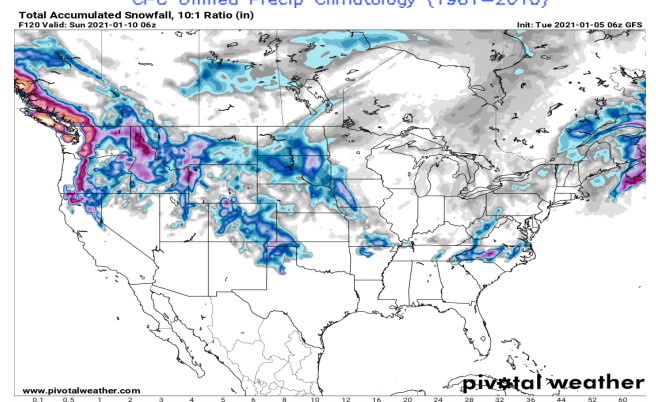 CPC Unified Precip Climatology (1981-2010)
Total Accumulated Snowfall, 10:1 Ratio (in)
F120 Valid: Sun 2021-01-10 06z
Init: Tue 2021-01-05 06z GFS
www.pivotalweather.com
pivotal weather
0.1 0.5 1 2 3 4 5 6 8 10 12 16 20 24 28 32 36 44 52 60